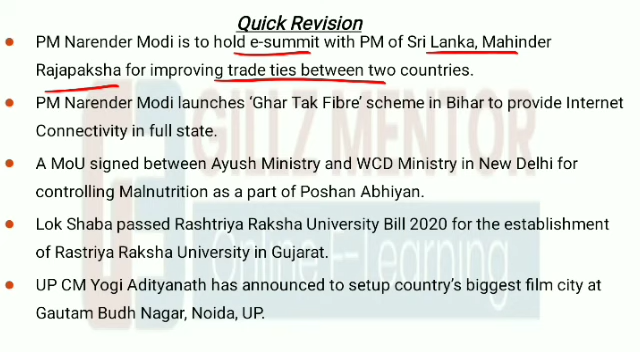 Quick Revision
• PM Narender Modi is to hold e-summit with PM of Sri Lanka, Mahinder
Rajapaksha for improving trade ties between two countries.
• PM Narender Modi launches ‘Ghar Tak Fibre’ scheme in Bihar to provide Internet
Connectivity in full state.
• A MoU signed between Ayush Ministry and WCD Ministry in New Delhi for
controlling Malnutrition as a part of Poshan Abhiyan.
• Lok Shaba passed Rashtriya Raksha University Bill 2020 for the establishment
of Rastriya Raksha University in Gujarat.
• UP CM Yogi Adityanath has announced to setup country’s biggest film city at
Gautam Budh Nagar, Noida, UP.
GILLZ MENTOR
Online E-Learning